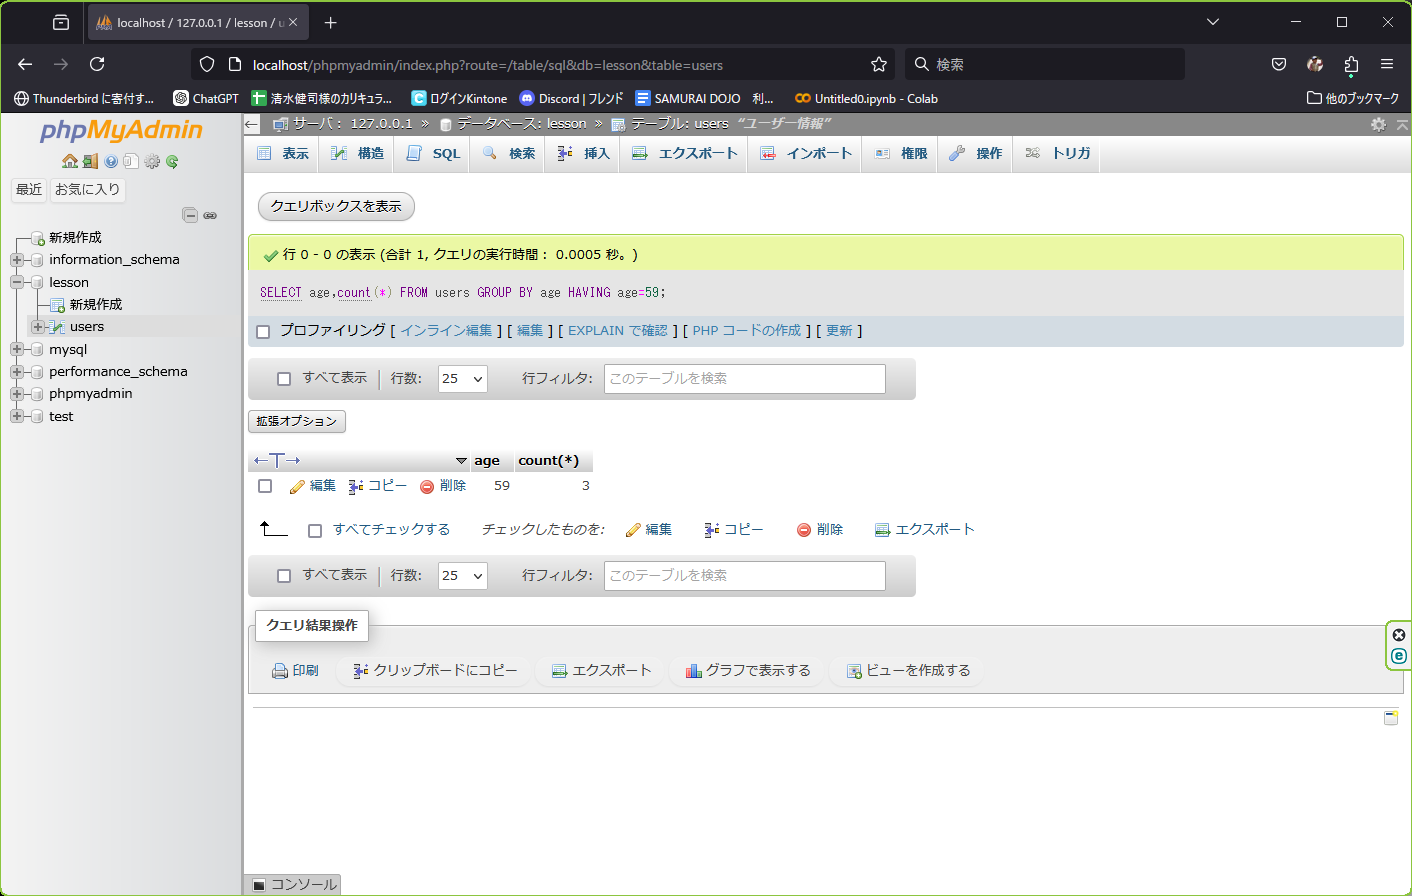 localhost / 127.0.0.1 / lesson / u
localhost/phpmyadmin/index.php?route=/table/sql&db=lesson&table=users
検索
Thunderbird に寄付す... ChatGPT 清水健司様のカリキュラ... ログインKintone Discord | フレンド SAMURAI DOJO 利... Untitled0.ipynb - Colab 他のブックマーク
phpMyAdmin
最近 お気に入り
新規作成
information_schema
lesson
新規作成
users
mysql
performance_schema
phpmyadmin
test
サーバ: 127.0.0.1 » データベース: lesson » テーブル: users “ユーザー情報”
表示 構造 SQL 検索 挿入 エクスポート インポート 権限 操作 トリガ
クエリボックスを表示
行 0 - 0 の表示 (合計 1, クエリの実行時間: 0.0005 秒。)
SELECT age,count(*) FROM users GROUP BY age HAVING age=59;
プロファイリング [ インライン編集 ] [ 編集 ] [ EXPLAIN で確認 ] [ PHP コードの作成 ] [ 更新 ]
すべて表示 行数: 25 行フィルタ: このテーブルを検索
拡張オプション
←T→ age count(*)
編集 コピー 削除 59 3
すべてチェックする チェックしたものを: 編集 コピー 削除 エクスポート
すべて表示 行数: 25 行フィルタ: このテーブルを検索
クエリ結果操作
印刷 クリップボードにコピー エクスポート グラフで表示する ビューを作成する
コンソール